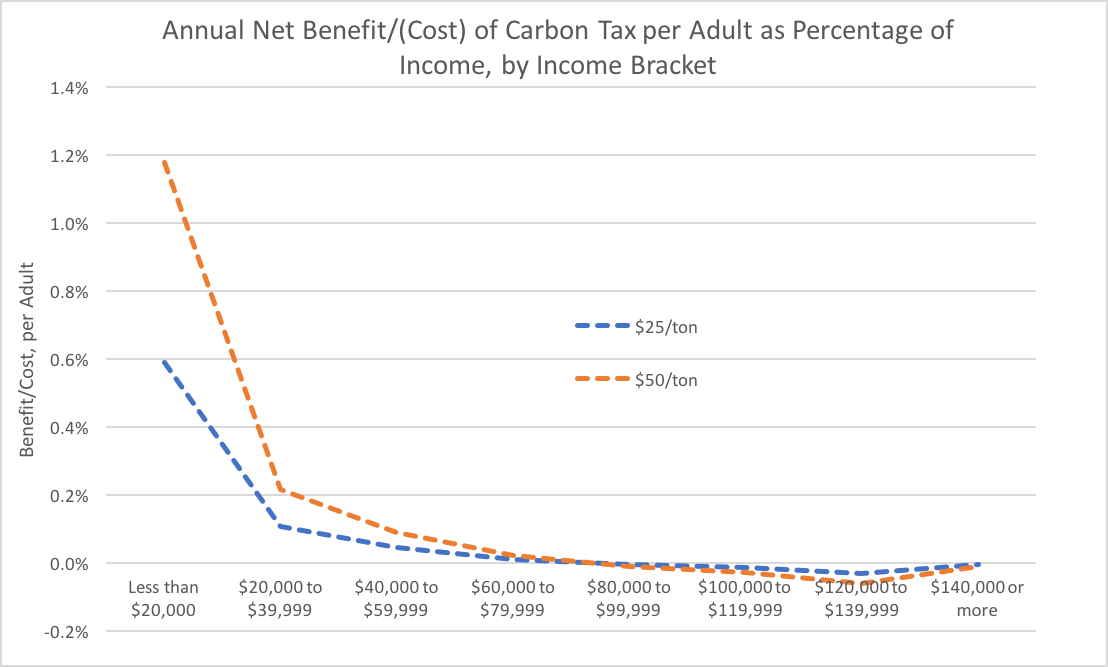 Annual Net Benefit/(Cost) of Carbon Tax per Adult as Percentage of
Income, by Income Bracket
1.4%
1.2%
1.0%
0.8%
0.6%
0.4%
0.2%
0.0%
-0.2%
Benefit/Cost, per Adult
$25/ton
$50/ton
Less than
$20,000
$20,000 to
$39,999
$40,000 to
$59,999
$60,000 to
$79,999
$80,000 to
$99,999
$100,000 to
$119,999
$120,000 to
$139,999
$140,000 or
more